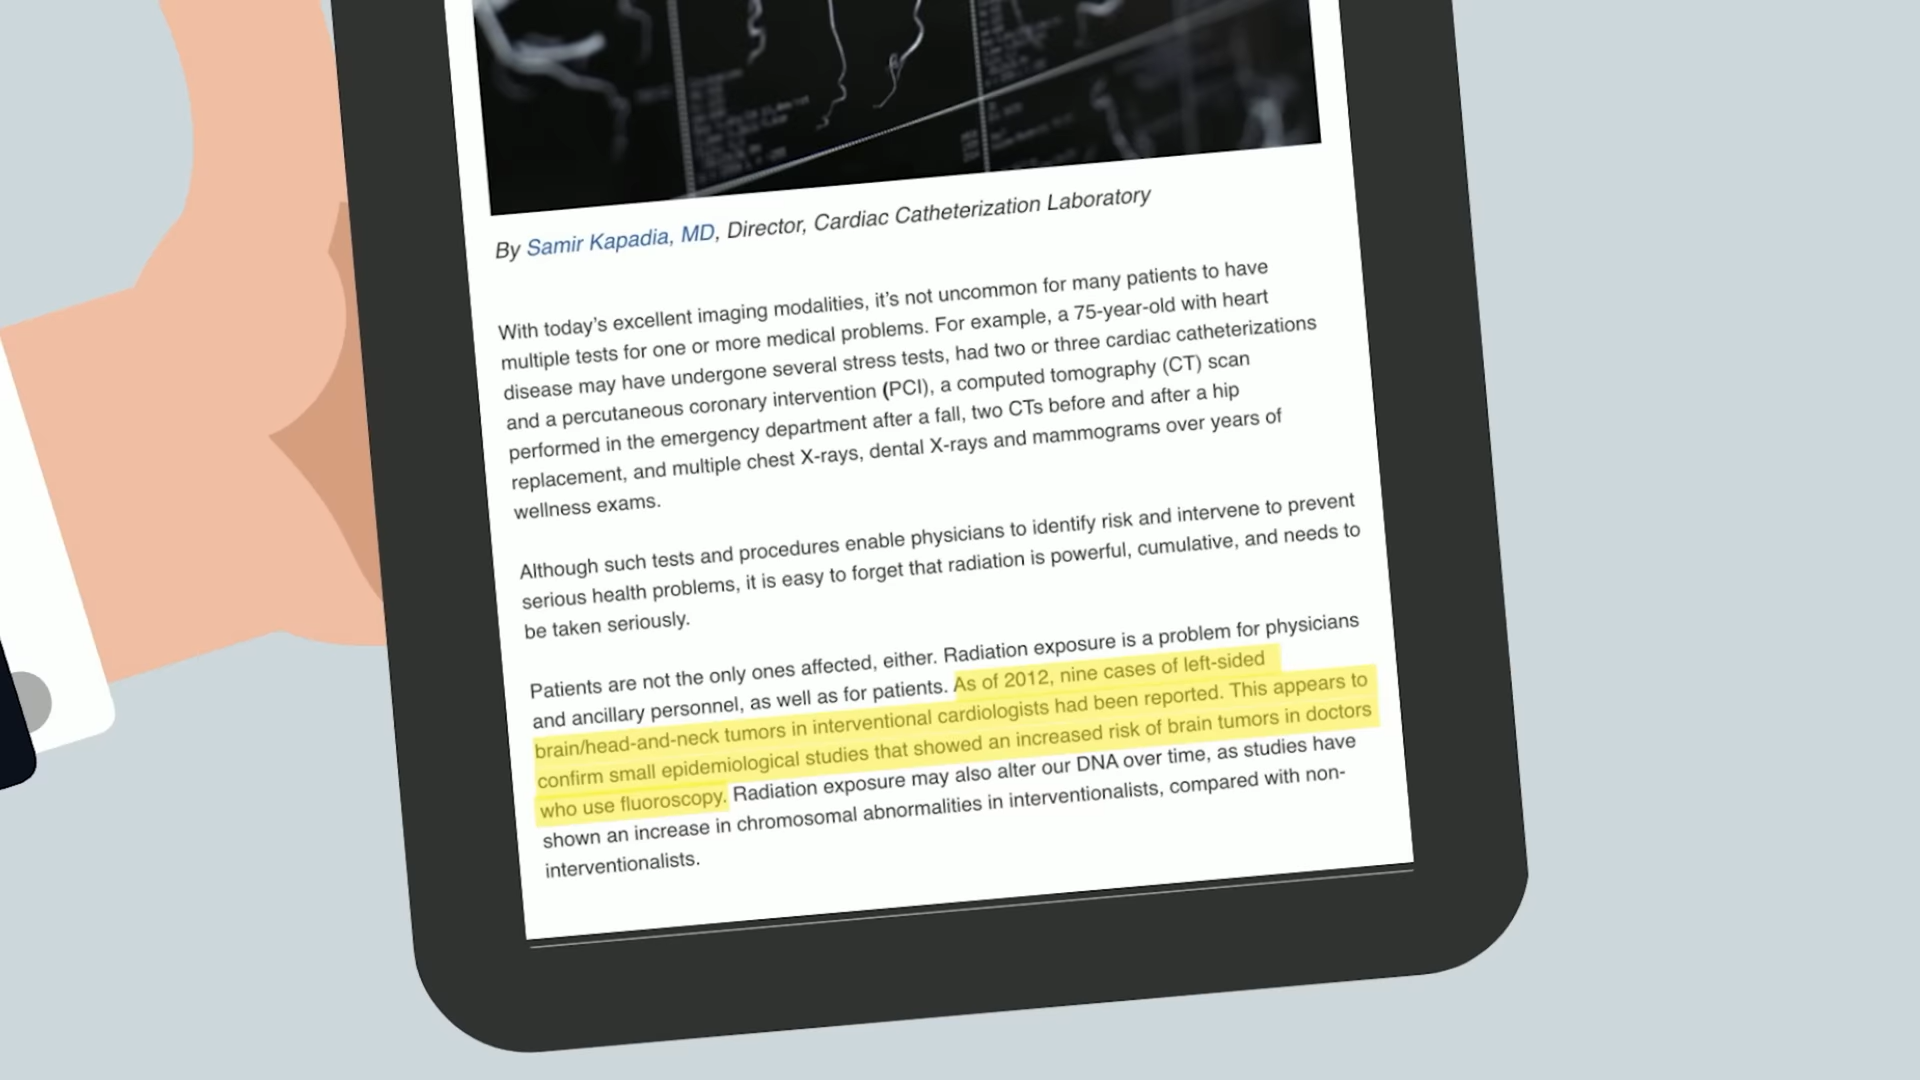 By Samir Kapadia, MD, Director, Cardiac Catheterization Laboratory
With today's excellent imaging modalities, it's not uncommon for many patients to have
multiple tests for one or more medical problems. For example, a 75-year-old with heart
disease may have undergone several stress tests, had two or three cardiac catheterizations
and a percutaneous coronary intervention (PCI), a computed tomography (CT) scan
performed in the emergency department after a fall, two CTs before and after a hip
replacement, and multiple chest X-rays, dental X-rays and mammograms over years of
wellness exams.
Although such tests and procedures enable physicians to identify risk and intervene to prevent
serious health problems, it is easy to forget that radiation is powerful, cumulative, and needs to
be taken seriously.
Patients are not the only ones affected, either. Radiation exposure is a problem for physicians
and ancillary personnel, as well as for patients. As of 2012, nine cases of left-sided
brain/head-and-neck tumors in interventional cardiologists had been reported. This appears to
confirm small epidemiological studies that showed an increased risk of brain tumors in doctors
who use fluoroscopy. Radiation exposure may also alter our DNA over time, as studies have
shown an increase in chromosomal abnormalities in interventionalists, compared with non-
interventionalists.